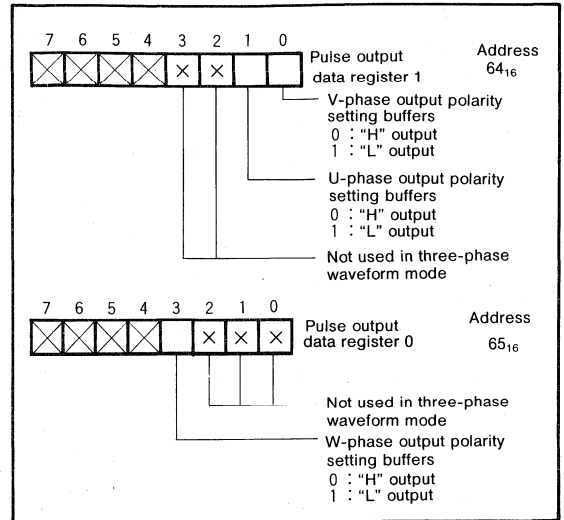 7 6 5 4 3 2 1 0
× ×
Pulse output
data register 1
Address
64₁₆
V-phase output polarity
setting buffers
0 : “H” output
1 : “L” output
U-phase output polarity
setting buffers
0 : “H” output
1 : “L” output
Not used in three-phase
waveform mode
7 6 5 4 3 2 1 0
× × ×
Pulse output
data register 0
Address
65₁₆
Not used in three-phase
waveform mode
W-phase output polarity
setting buffers
0 : “H” output
1 : “L” output